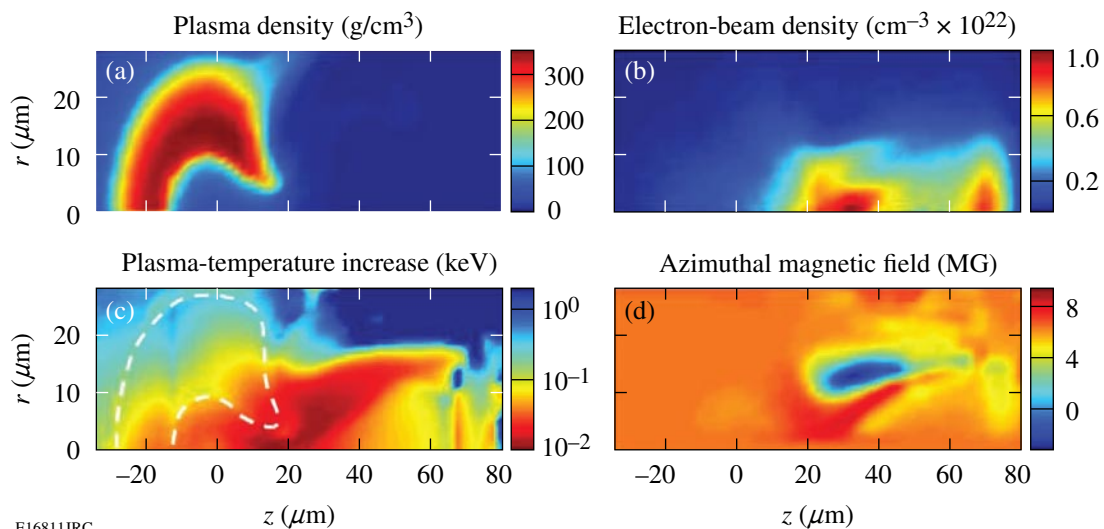 Plasma density (g/cm³)
(a)
r (μm)
20
10
0
300
200
100
0
Electron-beam density (cm⁻³ × 10²²)
(b)
1.0
0.6
0.2
Plasma-temperature increase (keV)
(c)
r (μm)
20
10
0
10⁰
10⁻¹
10⁻²
−20 0 20 40 60 80
z (μm)
Azimuthal magnetic field (MG)
(d)
8
4
0
−20 0 20 40 60 80
z (μm)